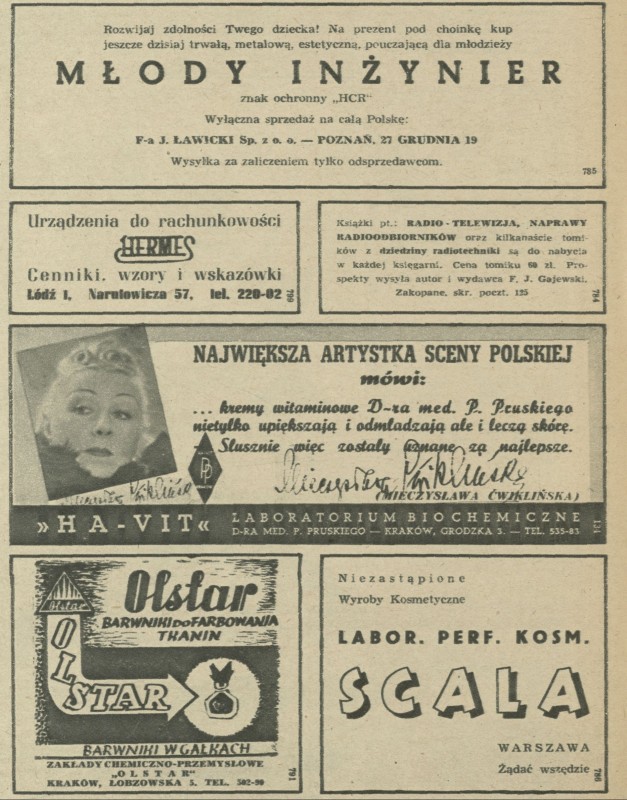 Rozwijaj zdolności Twego dziecka! Na prezent pod choinkę kup
jeszcze dzisiaj trwałą, metalową, estetyczną, pouczającą dla młodzieży
MŁODY INŻYNIER
znak ochronny „HCR"
Wyłączna sprzedaż na całą Polskę:
F-a J. ŁAWICKI Sp. z o. o. — POZNAŃ, 27 GRUDNIA 19
Wysyłka za zaliczeniem tylko odsprzedawcom.
785
Urządzenia do rachunkowości
HERMES
Cenniki, wzory i wskazówki
Łódź I, Narutowicza 57, tel. 220-02
790
Książki pt.: RADIO-TELEWIZJA, NAPRAWY
RADIOODBIORNIKÓW oraz kilkanaście tomi-
ków z dziedziny radiotechniki są do nabycia
w każdej księgarni. Cena tomiku 60 zł. Pro-
spekty wysyła autor i wydawca F. J. Gajewski,
Zakopane, skr. poczt. 125
784
NAJWIĘKSZA ARTYSTKA SCENY POLSKIEJ
mówi:
... kremy witaminowe D-ra med. P. Pruskiego
nietylko upiększają i odmładzają ale i leczą skórę.
Słusznie więc zostały uznane za najlepsze.
Mieczysława Ćwiklińska
(MIECZYSŁAWA ĆWIKLIŃSKA)
»HA-VIT« LABORATORIUM BIOCHEMICZNE
D-RA MED. P. PRUSKIEGO — KRAKÓW, GRODZKA 3. — TEL. 535-83
Olstar
Olstar
BARWNIKI DO FARBOWANIA
TKANIN
OLSTAR
BARWNIKI W GAŁKACH
ZAKŁADY CHEMICZNO-PRZEMYSŁOWE
„OLSTAR"
KRAKÓW, ŁOBZOWSKA 5. TEL. 502-90
791
Niezastąpione
Wyroby Kosmetyczne
LABOR. PERF. KOSM.
SCALA
WARSZAWA
Żądać wszędzie
786